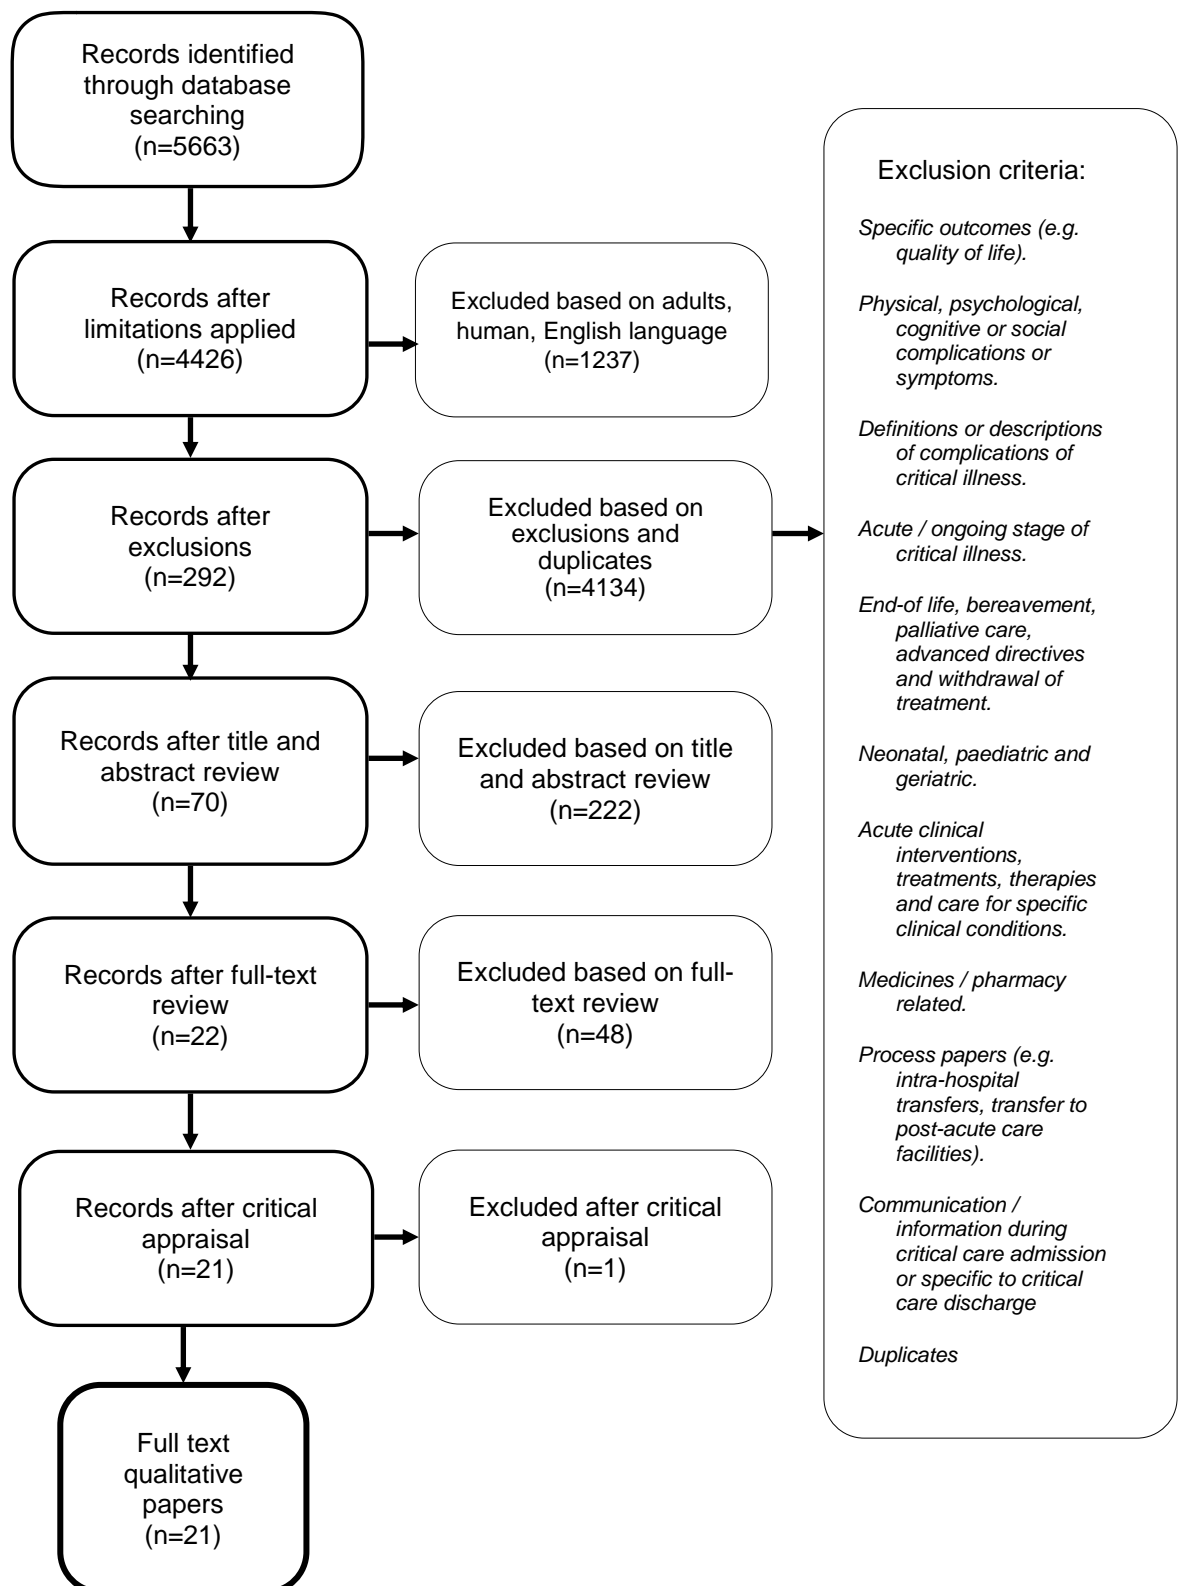 Records identified
through database
searching
(n=5663)
Records after
limitations applied
(n=4426)
Excluded based on adults,
human, English language
(n=1237)
Records after
exclusions
(n=292)
Excluded based on
exclusions and
duplicates
(n=4134)
Records after title and
abstract review
(n=70)
Excluded based on title
and abstract review
(n=222)
Records after full-text
review
(n=22)
Excluded based on full-
text review
(n=48)
Records after critical
appraisal
(n=21)
Excluded after critical
appraisal
(n=1)
Full text
qualitative
papers
(n=21)
Exclusion criteria:
Specific outcomes (e.g.
quality of life).
Physical, psychological,
cognitive or social
complications or
symptoms.
Definitions or descriptions
of complications of
critical illness.
Acute / ongoing stage of
critical illness.
End-of life, bereavement,
palliative care,
advanced directives
and withdrawal of
treatment.
Neonatal, paediatric and
geriatric.
Acute clinical
interventions,
treatments, therapies
and care for specific
clinical conditions.
Medicines / pharmacy
related.
Process papers (e.g.
intra-hospital
transfers, transfer to
post-acute care
facilities).
Communication /
information during
critical care admission
or specific to critical
care discharge
Duplicates